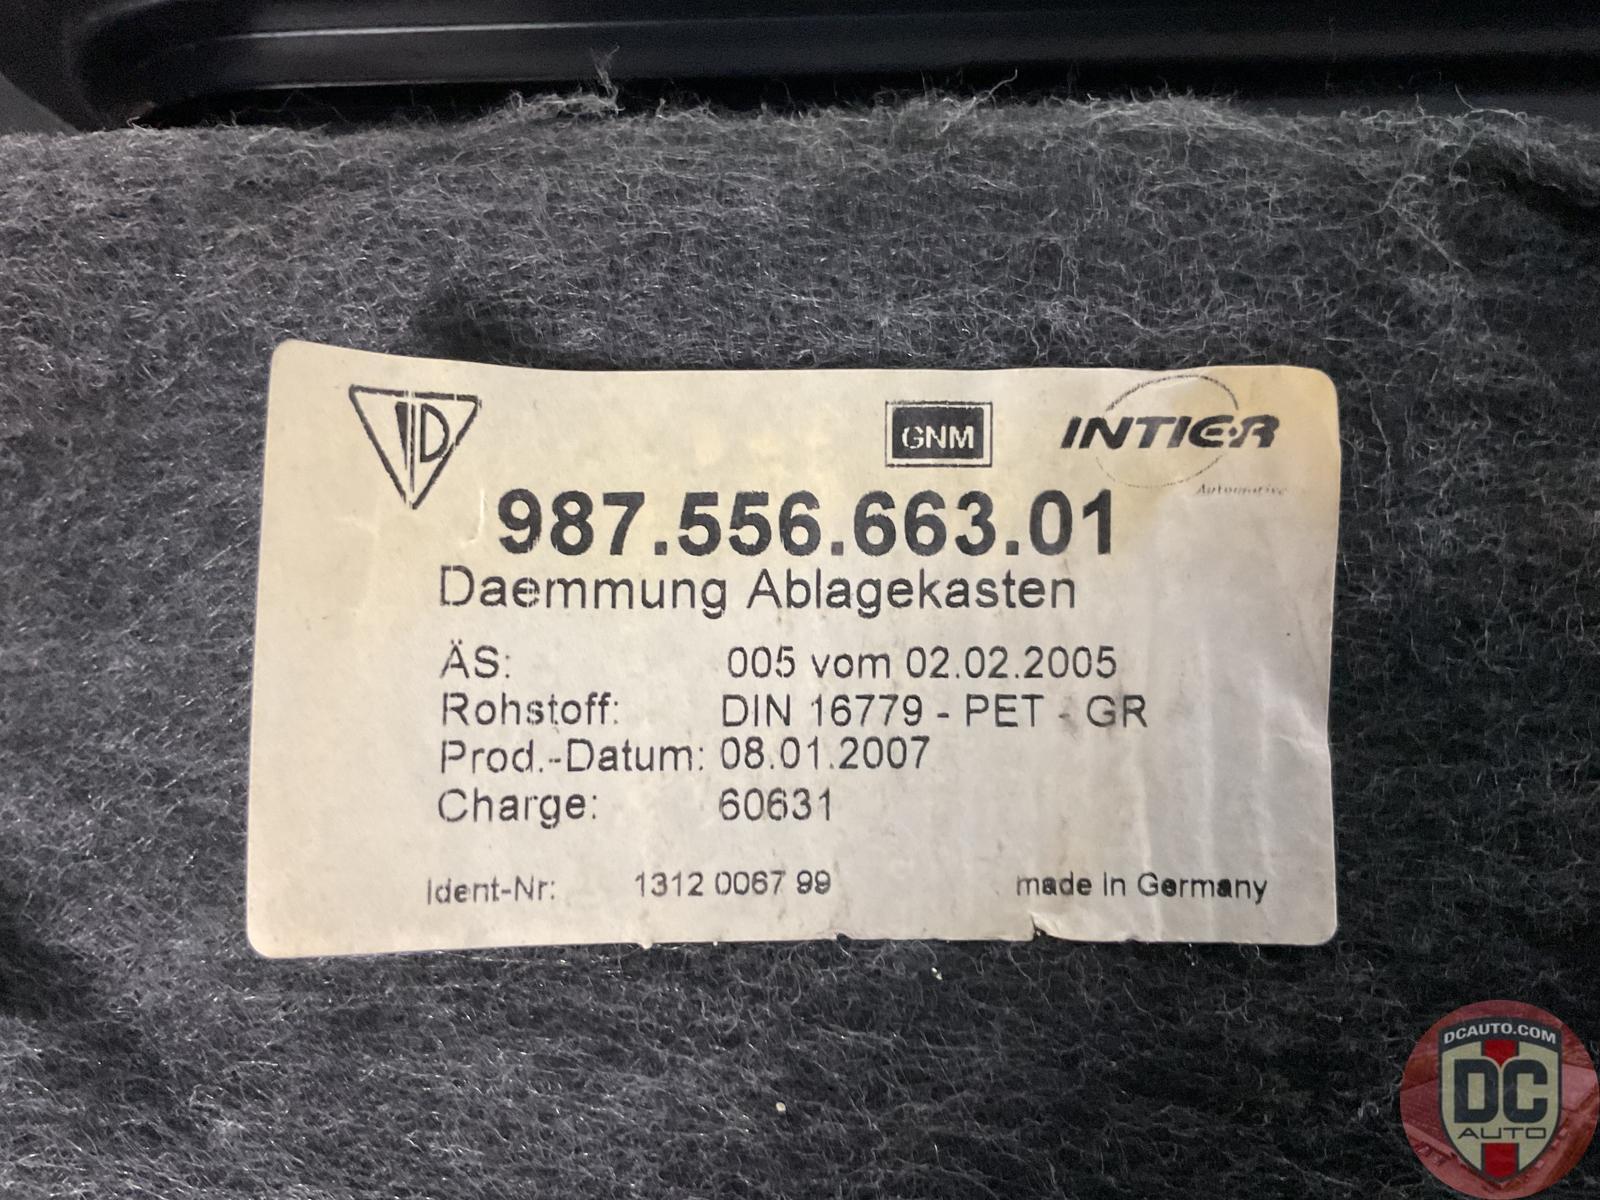 GNM
INTIER
Automotive
987.556.663.01
Daemmung Ablagekasten
ÄS: 005 vom 02.02.2005
Rohstoff: DIN 16779 - PET - GR
Prod.-Datum: 08.01.2007
Charge: 60631
Ident-Nr: 1312 0067 99 made in Germany
DCAUTO.COM
DC
AUTO